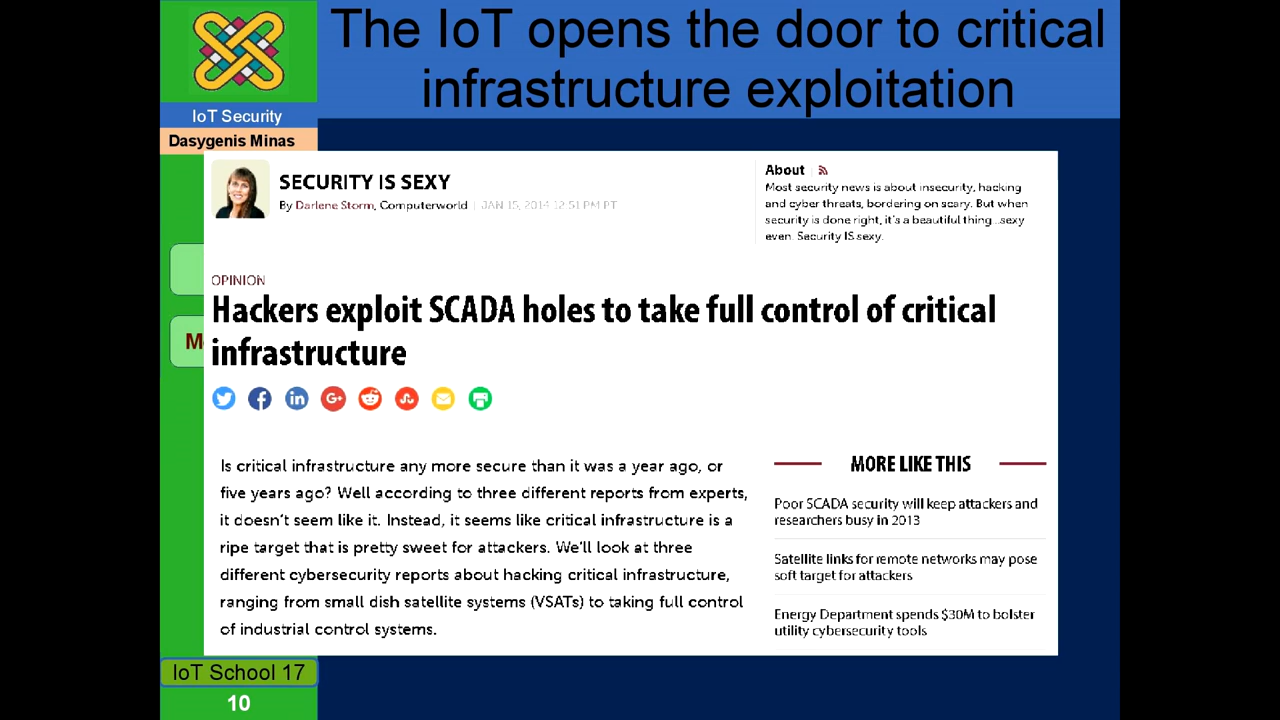 The IoT opens the door to critical
infrastructure exploitation
IoT Security
Dasygenis Minas
SECURITY IS SEXY
By Darlene Storm, Computerworld | JAN 15, 2014 12:51 PM PT
About
Most security news is about insecurity, hacking
and cyber threats, bordering on scary. But when
security is done right, it's a beautiful thing...sexy
even. Security IS sexy.
OPINION
Hackers exploit SCADA holes to take full control of critical
infrastructure
Is critical infrastructure any more secure than it was a year ago, or
five years ago? Well according to three different reports from experts,
it doesn't seem like it. Instead, it seems like critical infrastructure is a
ripe target that is pretty sweet for attackers. We'll look at three
different cybersecurity reports about hacking critical infrastructure,
ranging from small dish satellite systems (VSATs) to taking full control
of industrial control systems.
MORE LIKE THIS
Poor SCADA security will keep attackers and
researchers busy in 2013
Satellite links for remote networks may pose
soft target for attackers
Energy Department spends $30M to bolster
utility cybersecurity tools
IoT School 17
10